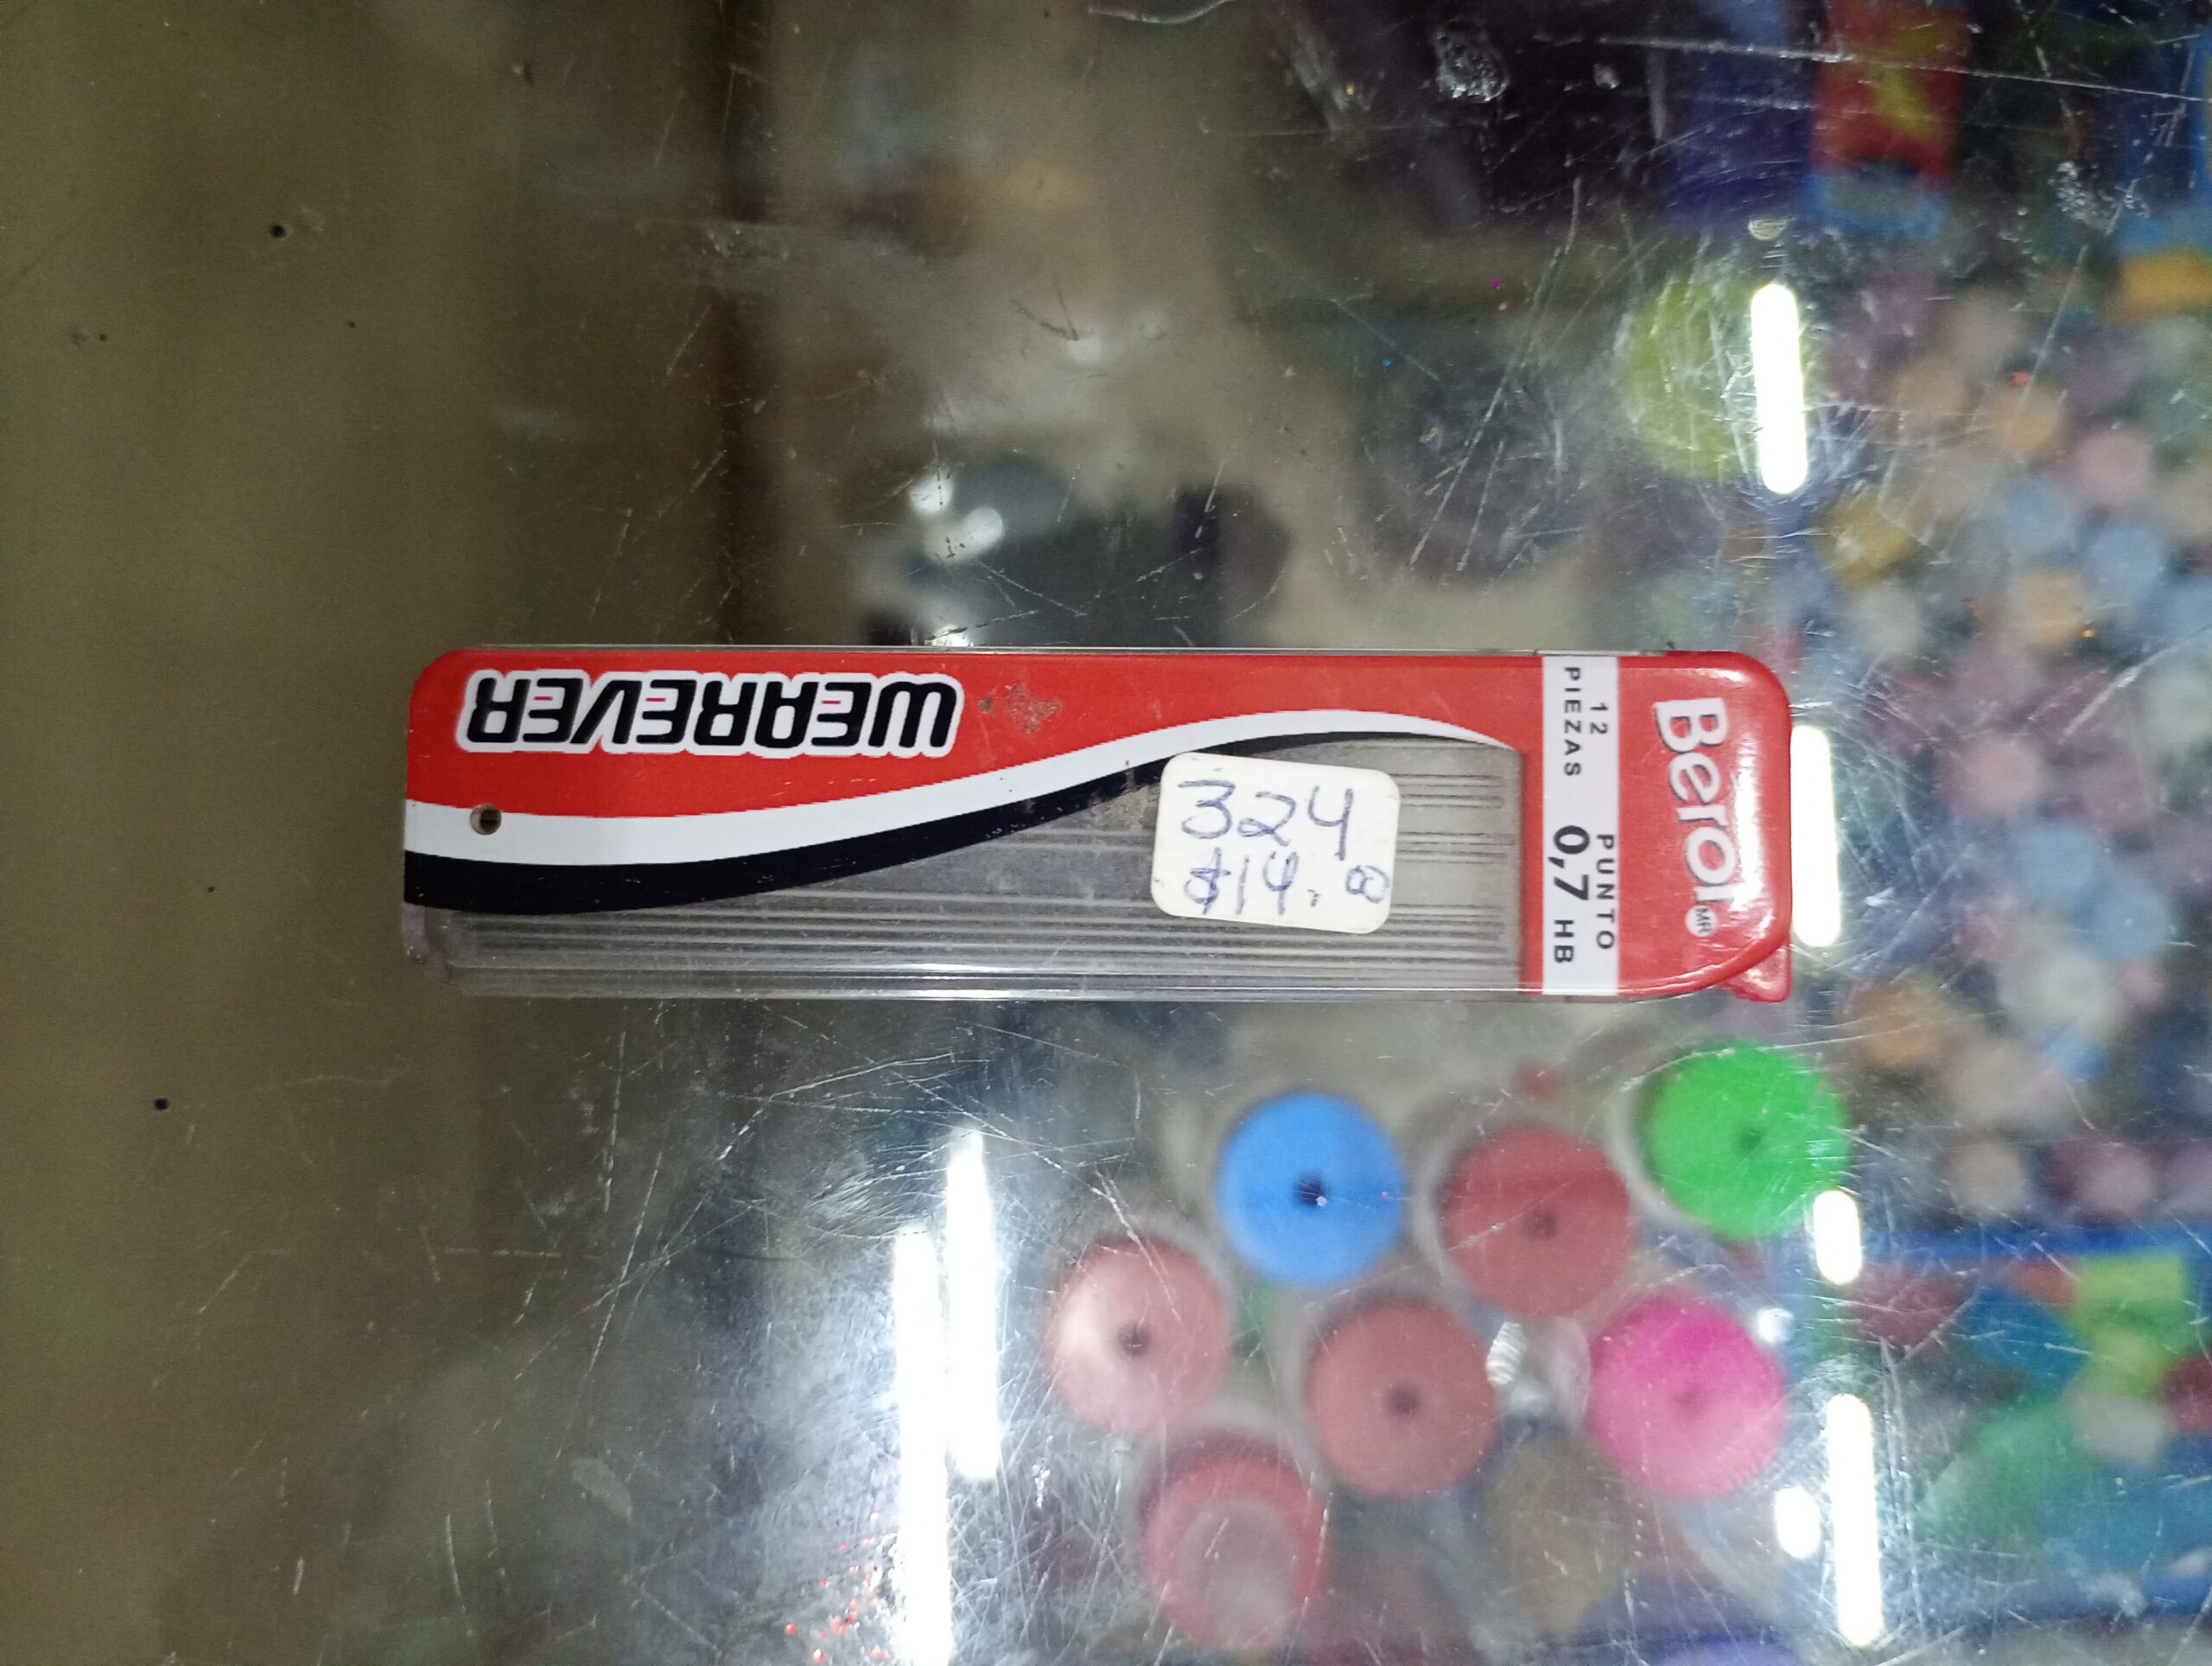 WEAREVER
324
$14.00
12
PIEZAS
PUNTO
0,7 HB
Berol MR